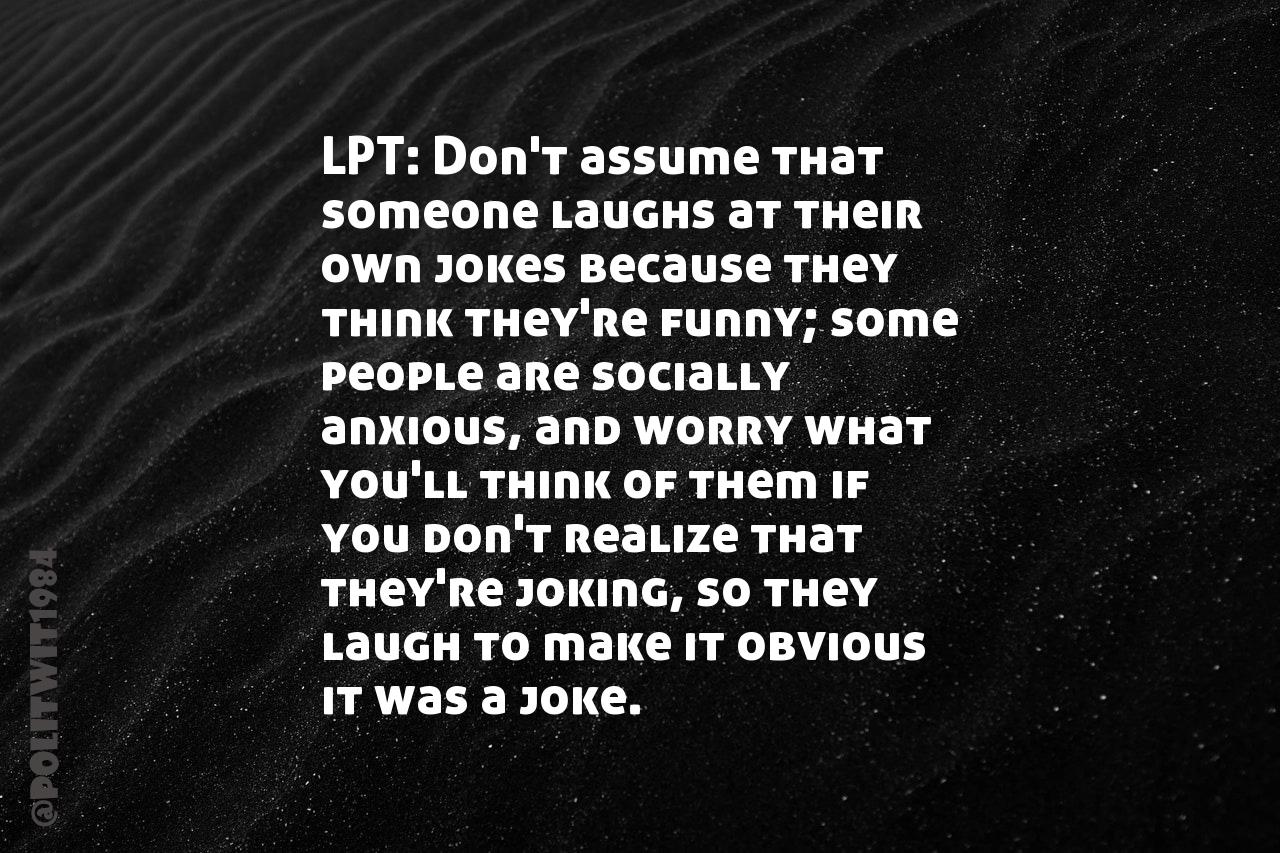 LPT: Don't assume that
someone laughs at their
own jokes because they
think they're funny; some
people are socially
anxious, and worry what
you'll think of them if
you don't realize that
they're joking, so they
laugh to make it obvious
it was a joke.
@POLITWIT1984